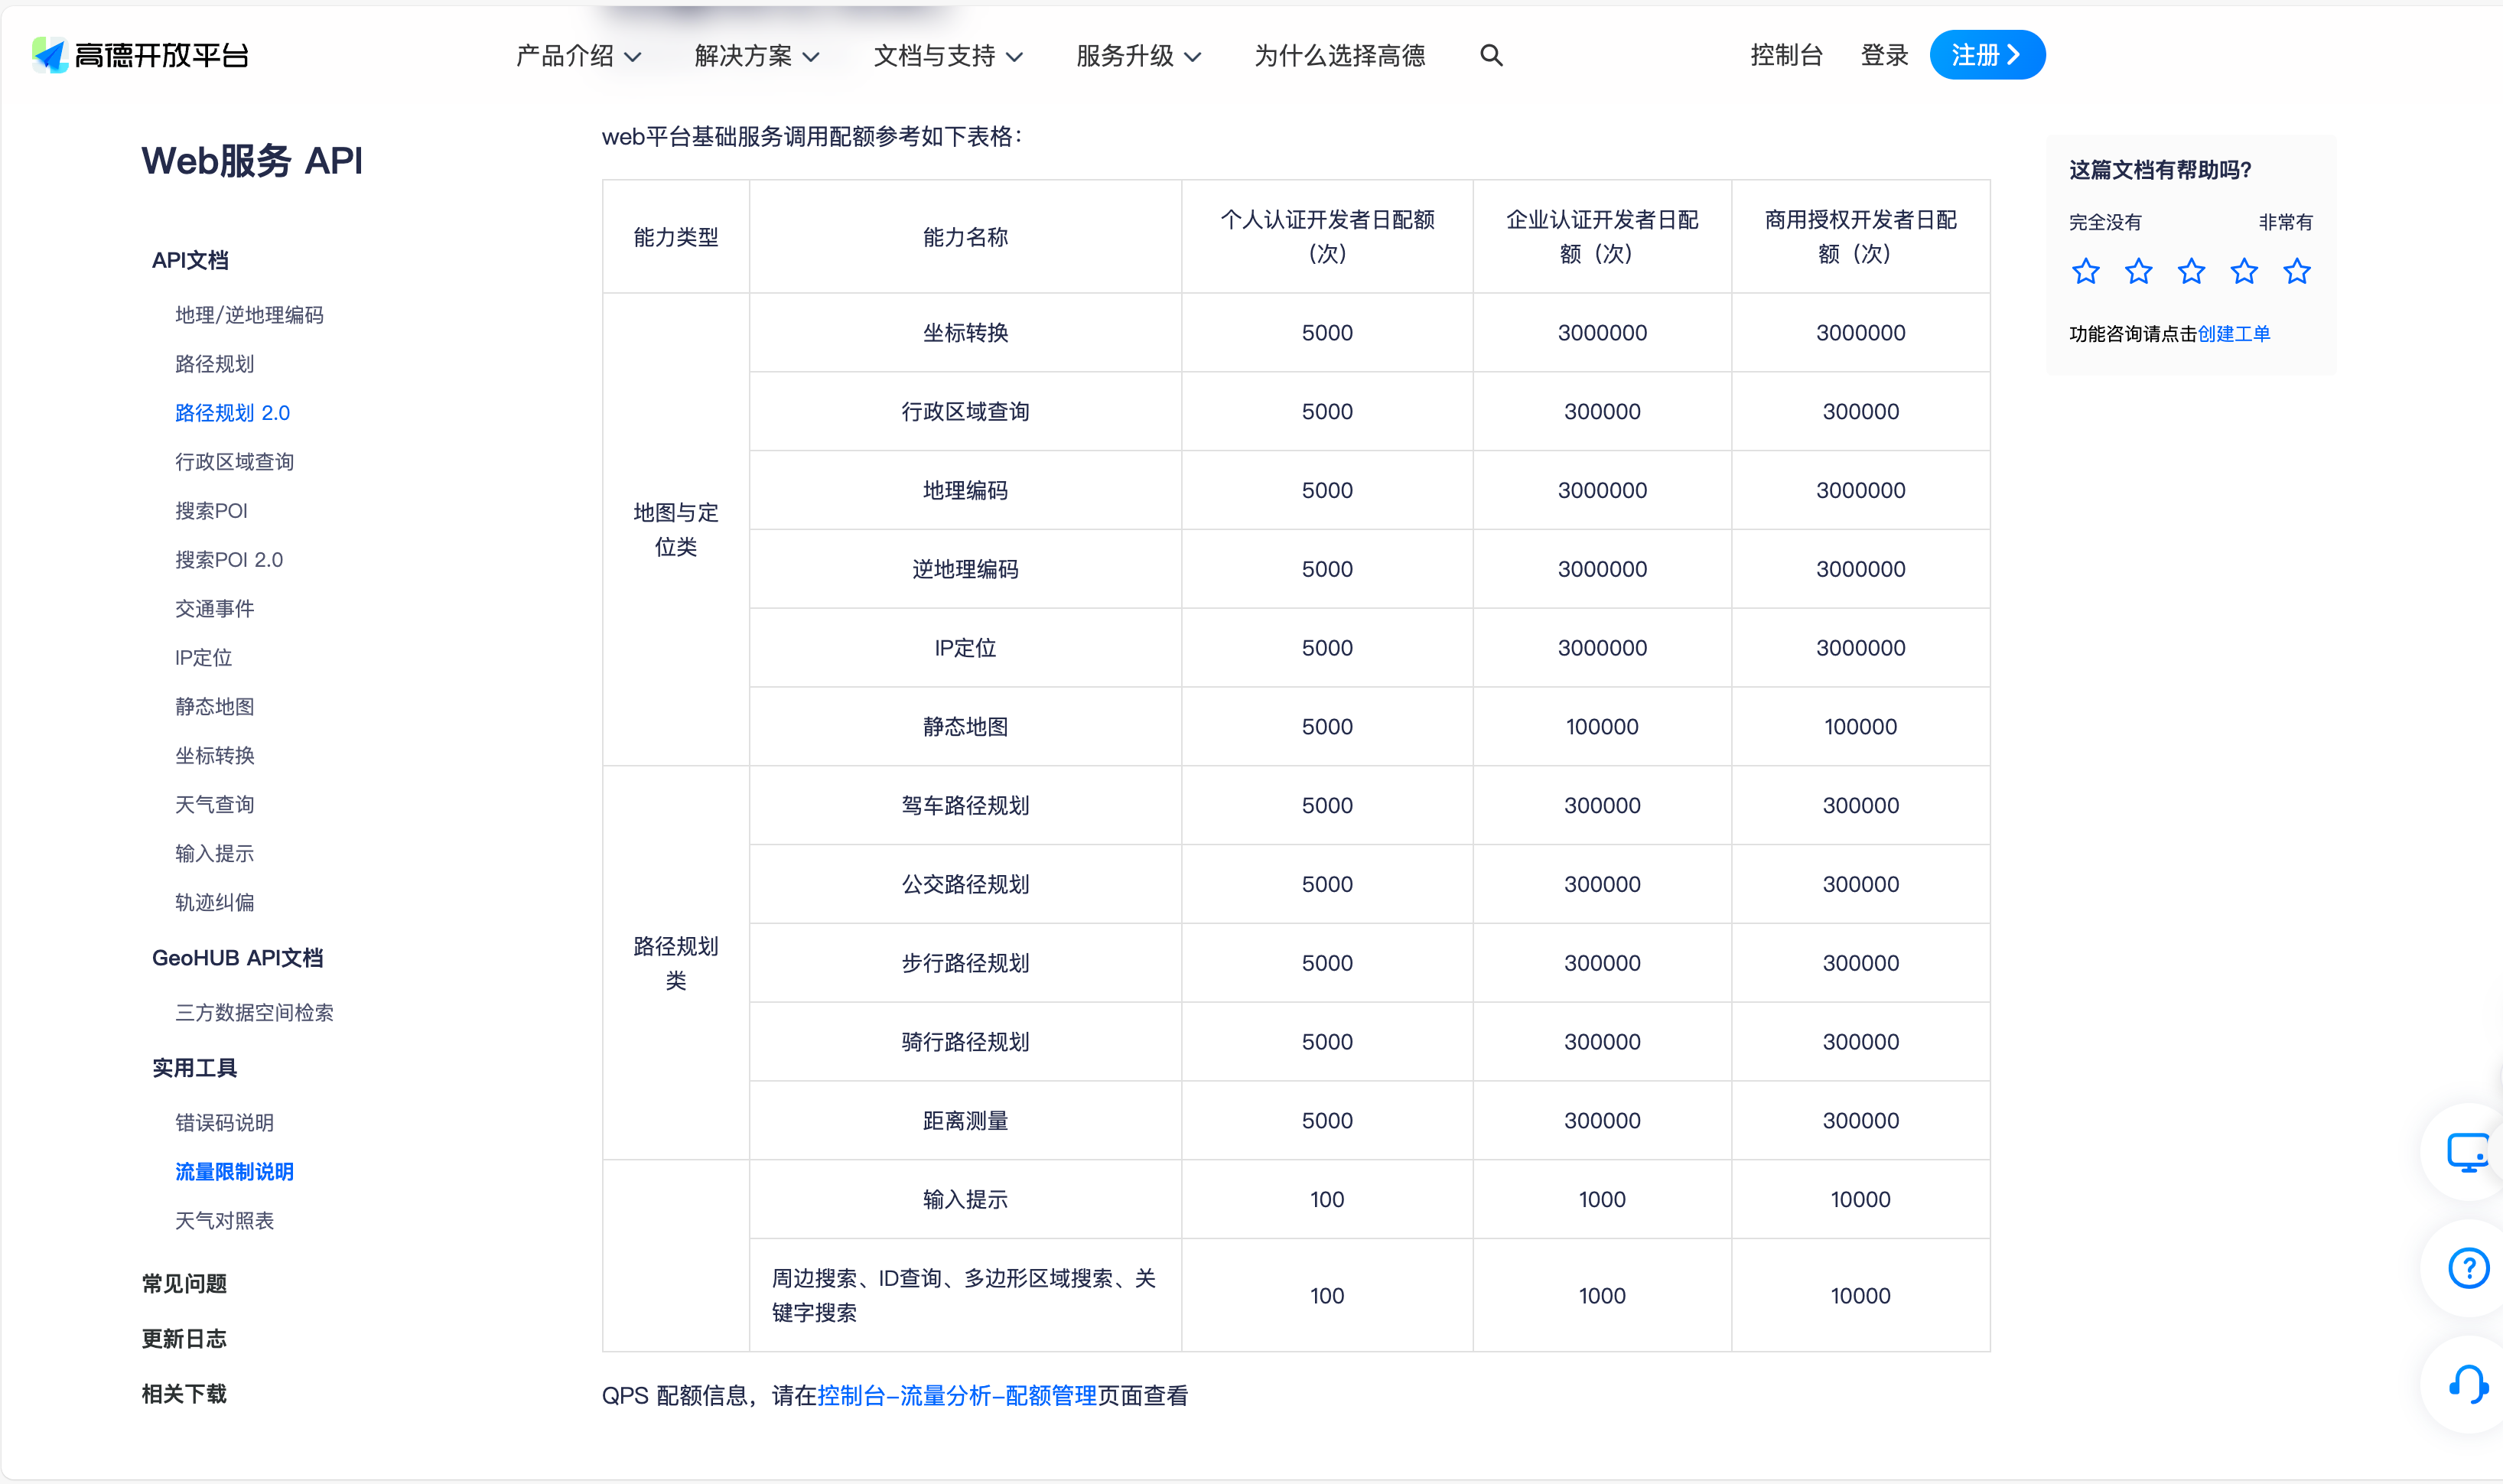 高德开放平台
产品介绍
解决方案
文档与支持
服务升级
为什么选择高德
控制台
登录
注册
Web服务 API
API文档
地理/逆地理编码
路径规划
路径规划 2.0
行政区域查询
搜索POI
搜索POI 2.0
交通事件
IP定位
静态地图
坐标转换
天气查询
输入提示
轨迹纠偏
GeoHUB API文档
三方数据空间检索
实用工具
错误码说明
流量限制说明
天气对照表
常见问题
更新日志
相关下载
web平台基础服务调用配额参考如下表格：
能力类型 能力名称 个人认证开发者日配额
（次） 企业认证开发者日配
额（次） 商用授权开发者日配
额（次）
地图与定
位类
坐标转换 5000 3000000 3000000
行政区域查询 5000 300000 300000
地理编码 5000 3000000 3000000
逆地理编码 5000 3000000 3000000
IP定位 5000 3000000 3000000
静态地图 5000 100000 100000
路径规划
类
驾车路径规划 5000 300000 300000
公交路径规划 5000 300000 300000
步行路径规划 5000 300000 300000
骑行路径规划 5000 300000 300000
距离测量 5000 300000 300000
输入提示 100 1000 10000
周边搜索、ID查询、多边形区域搜索、关
键字搜索 100 1000 10000
QPS 配额信息，请在控制台-流量分析-配额管理页面查看
这篇文档有帮助吗?
完全没有 非常有
功能咨询请点击创建工单